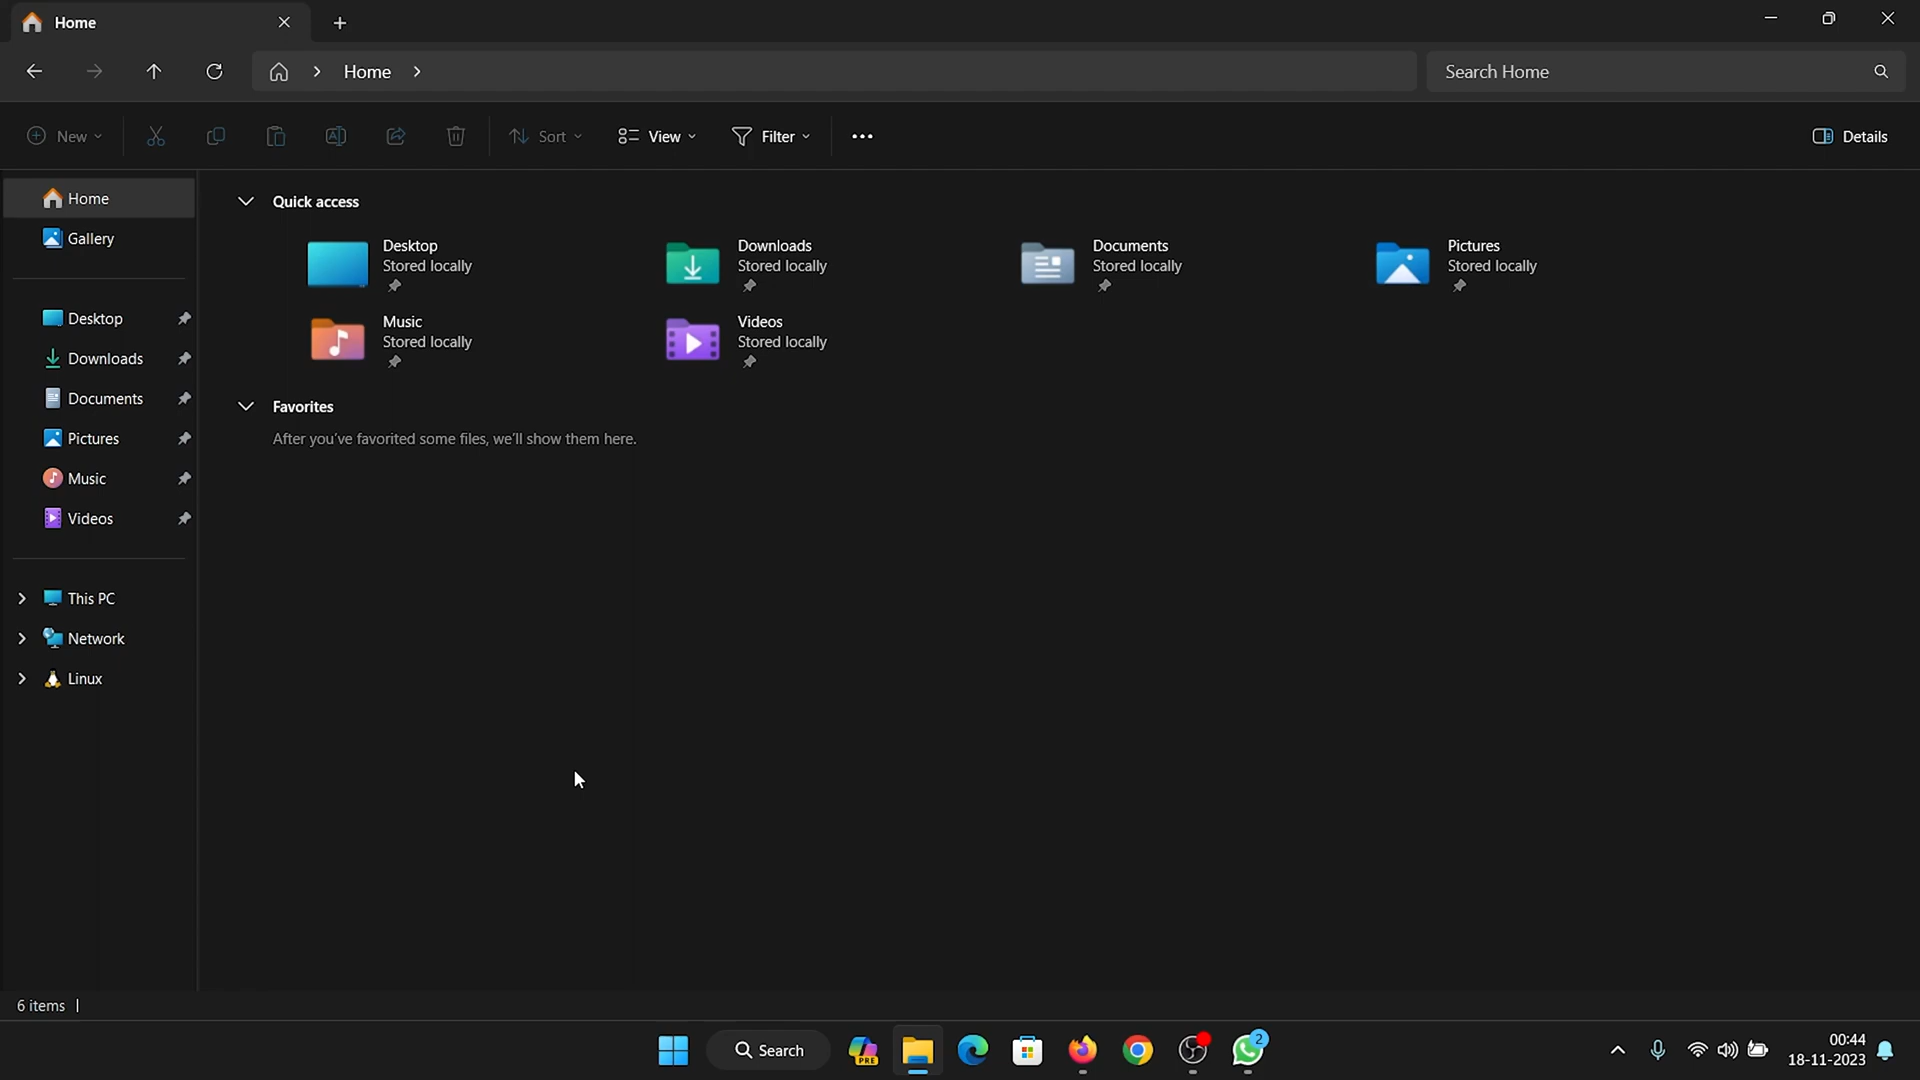 Home
Home
Search Home
New
Sort
View
Filter
Details
Home
Gallery
Desktop
Downloads
Documents
Pictures
Music
Videos
This PC
Network
Linux
Quick access
Desktop
Stored locally
Downloads
Stored locally
Documents
Stored locally
Pictures
Stored locally
Music
Stored locally
Videos
Stored locally
Favorites
After you've favorited some files, we'll show them here.
6 items
Search
PRE
2
00:44
18-11-2023